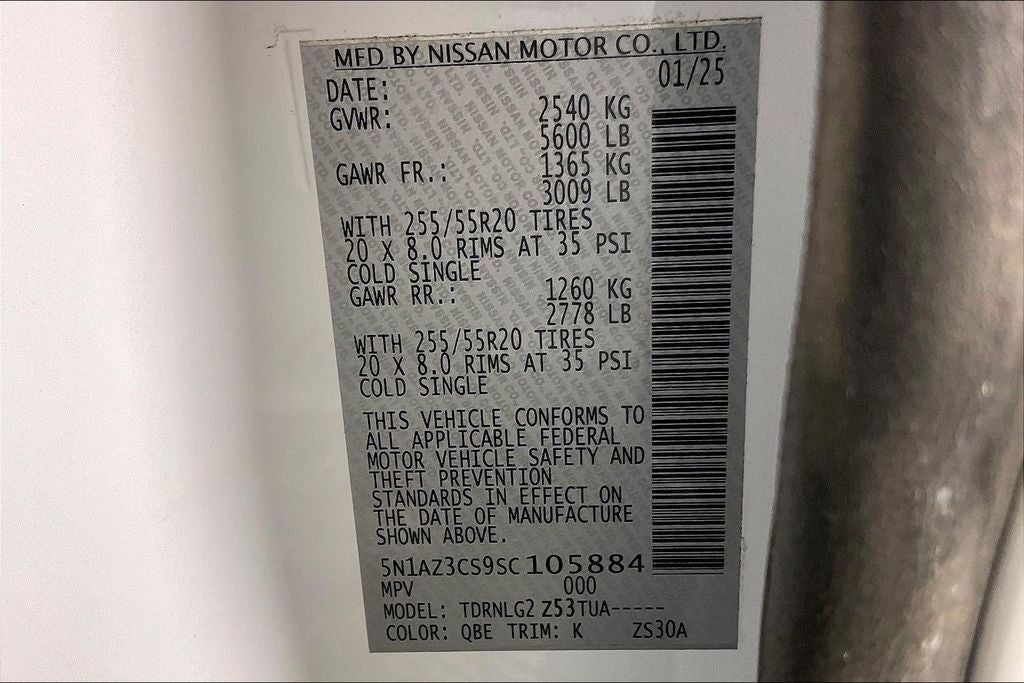 MFD BY NISSAN MOTOR CO., LTD.
DATE: 01/25
GVWR: 2540 KG
5600 LB
GAWR FR.: 1365 KG
3009 LB
WITH 255/55R20 TIRES
20 X 8.0 RIMS AT 35 PSI
COLD SINGLE
GAWR RR.: 1260 KG
2778 LB
WITH 255/55R20 TIRES
20 X 8.0 RIMS AT 35 PSI
COLD SINGLE
THIS VEHICLE CONFORMS TO
ALL APPLICABLE FEDERAL
MOTOR VEHICLE SAFETY AND
THEFT PREVENTION
STANDARDS IN EFFECT ON
THE DATE OF MANUFACTURE
SHOWN ABOVE.
5N1AZ3CS9SC105884
MPV 000
MODEL: TDRNLG2 Z53TUA-----
COLOR: QBE TRIM: K ZS30A